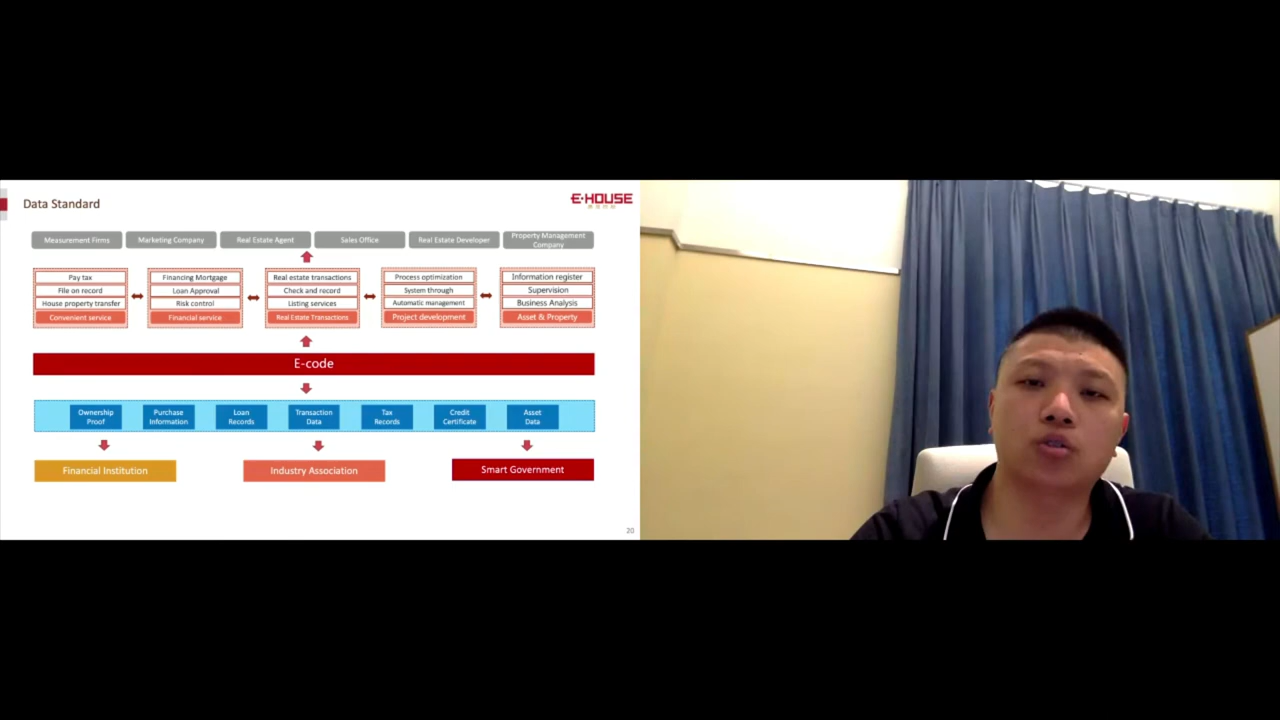 Data Standard
E·HOUSE
Measurement Firms
Marketing Company
Real Estate Agent
Sales Office
Real Estate Developer
Property Management
Company
Pay tax
File on record
House property transfer
Convenient service
Financing Mortgage
Loan Approval
Risk control
Financial service
Real estate transactions
Check and record
Listing services
Real Estate Transactions
Process optimization
System through
Automatic management
Project development
Information register
Supervision
Business Analysis
Asset & Property
E-code
Ownership
Proof
Purchase
Information
Loan
Records
Transaction
Data
Tax
Records
Credit
Certificate
Asset
Data
Financial Institution
Industry Association
Smart Government
20